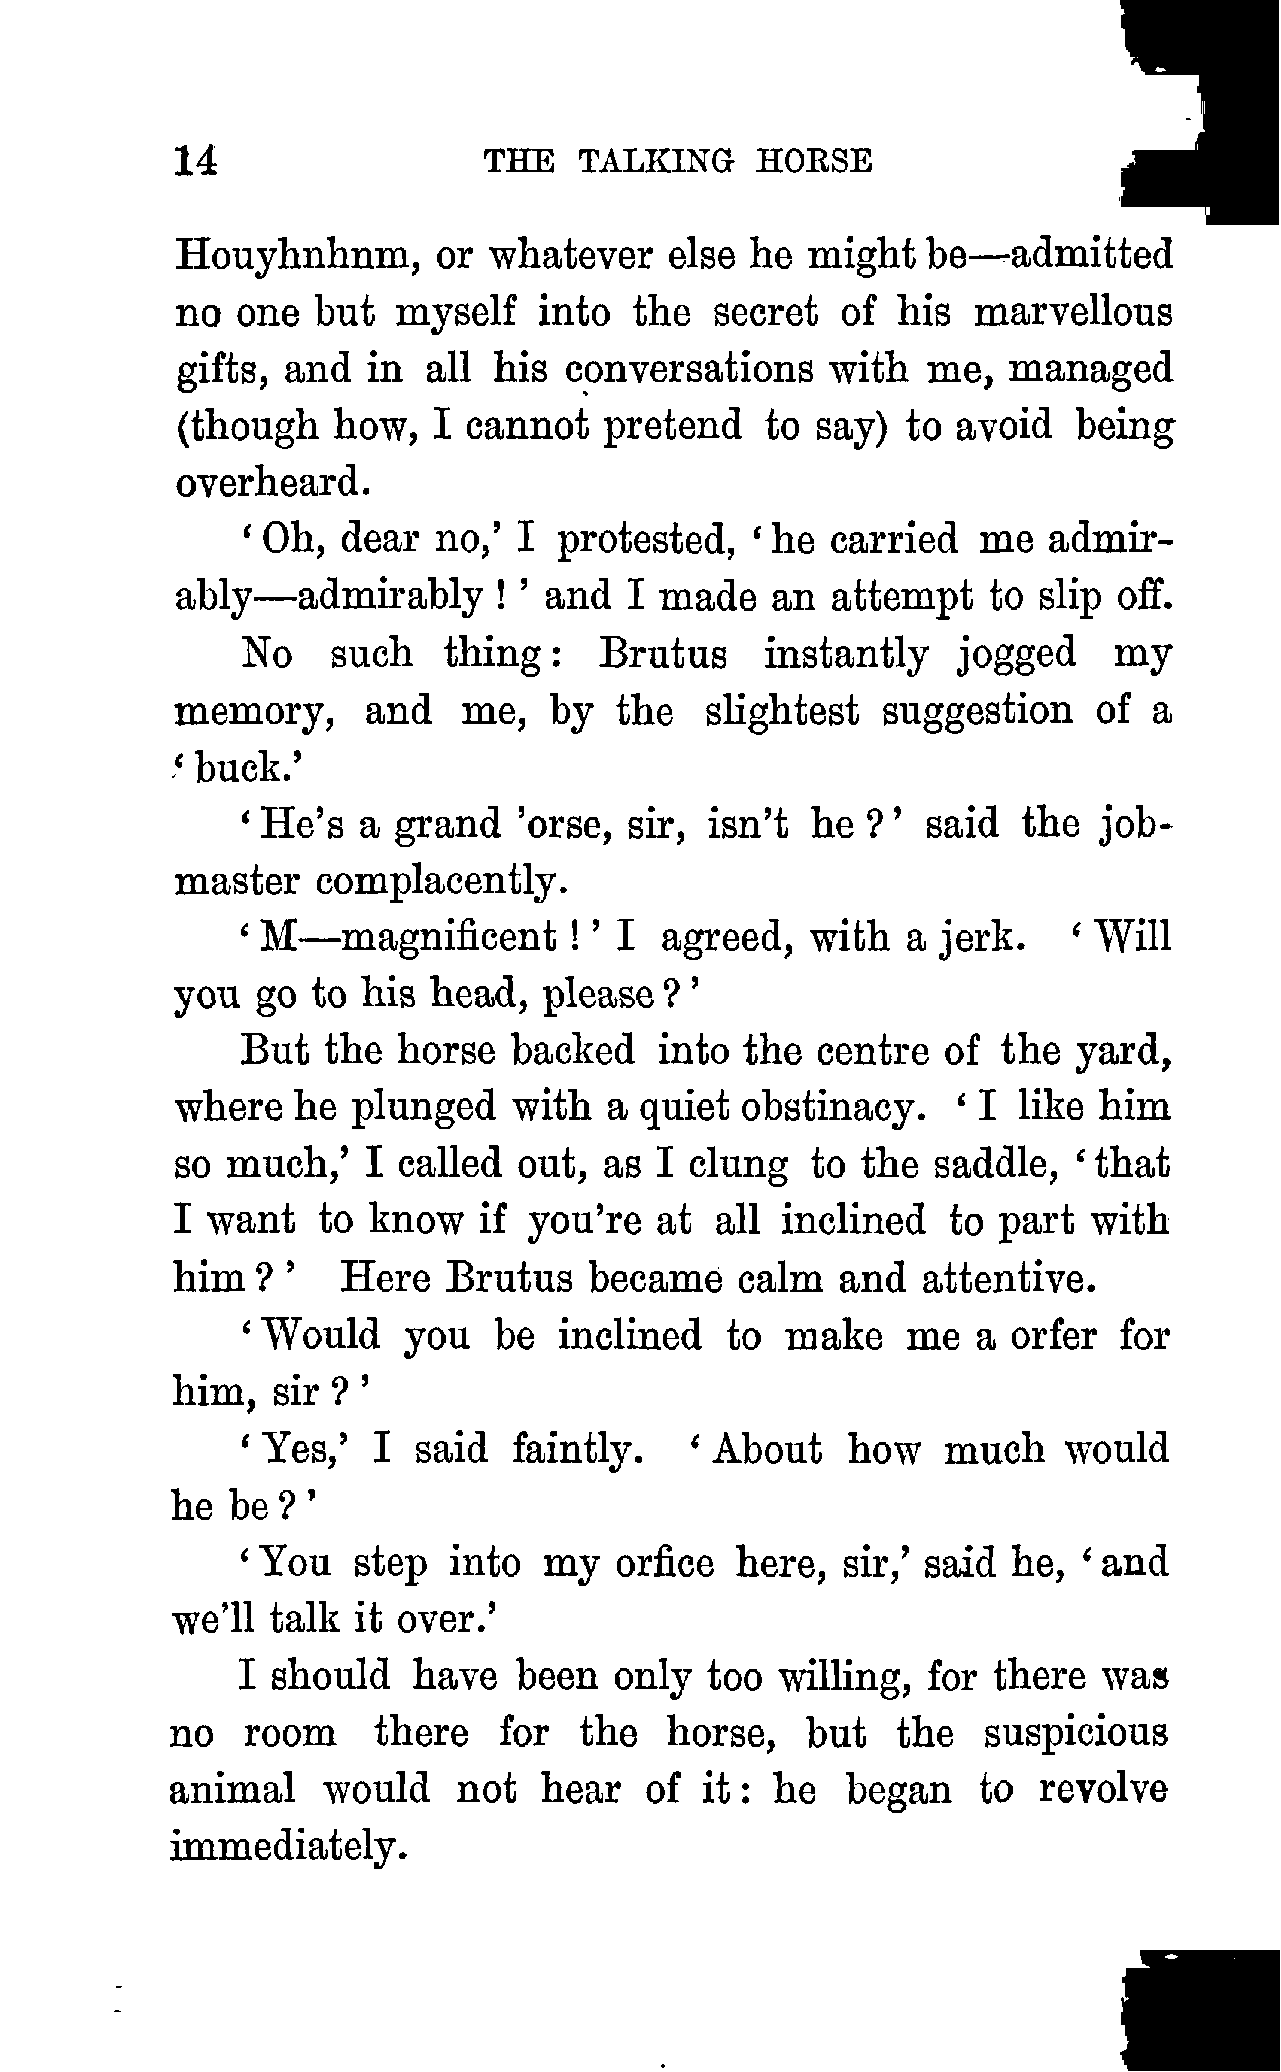 14 THE TALKING HORSE
Houyhnhnm, or whatever else he might be—admitted
no one but myself into the secret of his marvellous
gifts, and in all his conversations with me, managed
(though how, I cannot pretend to say) to avoid being
overheard.
‘Oh, dear no,’ I protested, ‘he carried me admir-
ably—admirably!’ and I made an attempt to slip off.
No such thing: Brutus instantly jogged my
memory, and me, by the slightest suggestion of a
‘buck.’
‘He’s a grand ’orse, sir, isn’t he?’ said the job-
master complacently.
‘M—magnificent!’ I agreed, with a jerk. ‘Will
you go to his head, please?’
But the horse backed into the centre of the yard,
where he plunged with a quiet obstinacy. ‘I like him
so much,’ I called out, as I clung to the saddle, ‘that
I want to know if you’re at all inclined to part with
him?’ Here Brutus became calm and attentive.
‘Would you be inclined to make me a orfer for
him, sir?’
‘Yes,’ I said faintly. ‘About how much would
he be?’
‘You step into my orfice here, sir,’ said he, ‘and
we’ll talk it over.’
I should have been only too willing, for there was
no room there for the horse, but the suspicious
animal would not hear of it: he began to revolve
immediately.